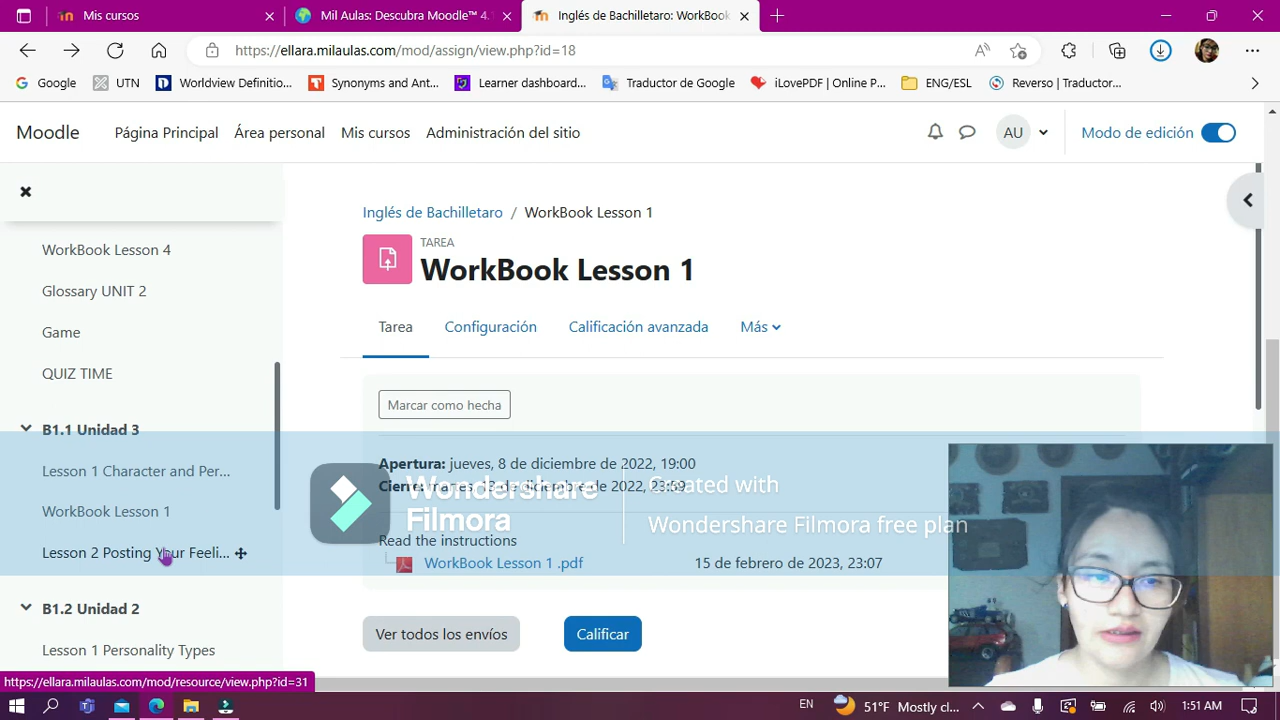 Mis cursos
Mil Aulas: Descubra Moodle™ 4.
Inglés de Bachilletaro: WorkBook
https://ellara.milaulas.com/mod/assign/view.php?id=18
Google
UTN
Worldview Definitio...
Synonyms and Ant...
Learner dashboard...
Traductor de Google
iLovePDF | Online P...
ENG/ESL
Reverso | Traductor...
Moodle
Página Principal
Área personal
Mis cursos
Administración del sitio
AU
Modo de edición
WorkBook Lesson 4
Glossary UNIT 2
Game
QUIZ TIME
B1.1 Unidad 3
Lesson 1 Character and Per...
WorkBook Lesson 1
Lesson 2 Posting Your Feeli...
B1.2 Unidad 2
Lesson 1 Personality Types
Inglés de Bachilletaro / WorkBook Lesson 1
TAREA
WorkBook Lesson 1
Tarea
Configuración
Calificación avanzada
Más
Marcar como hecha
Apertura: jueves, 8 de diciembre de 2022, 19:00
Cierre: de diciembre de 2022,
Wondershare
Filmora
Created with
Wondershare Filmora free plan
Read the instructions
WorkBook Lesson 1 .pdf
15 de febrero de 2023, 23:07
Ver todos los envíos
Calificar
https://ellara.milaulas.com/mod/resource/view.php?id=31
EN
51°F Mostly cl...
1:51 AM